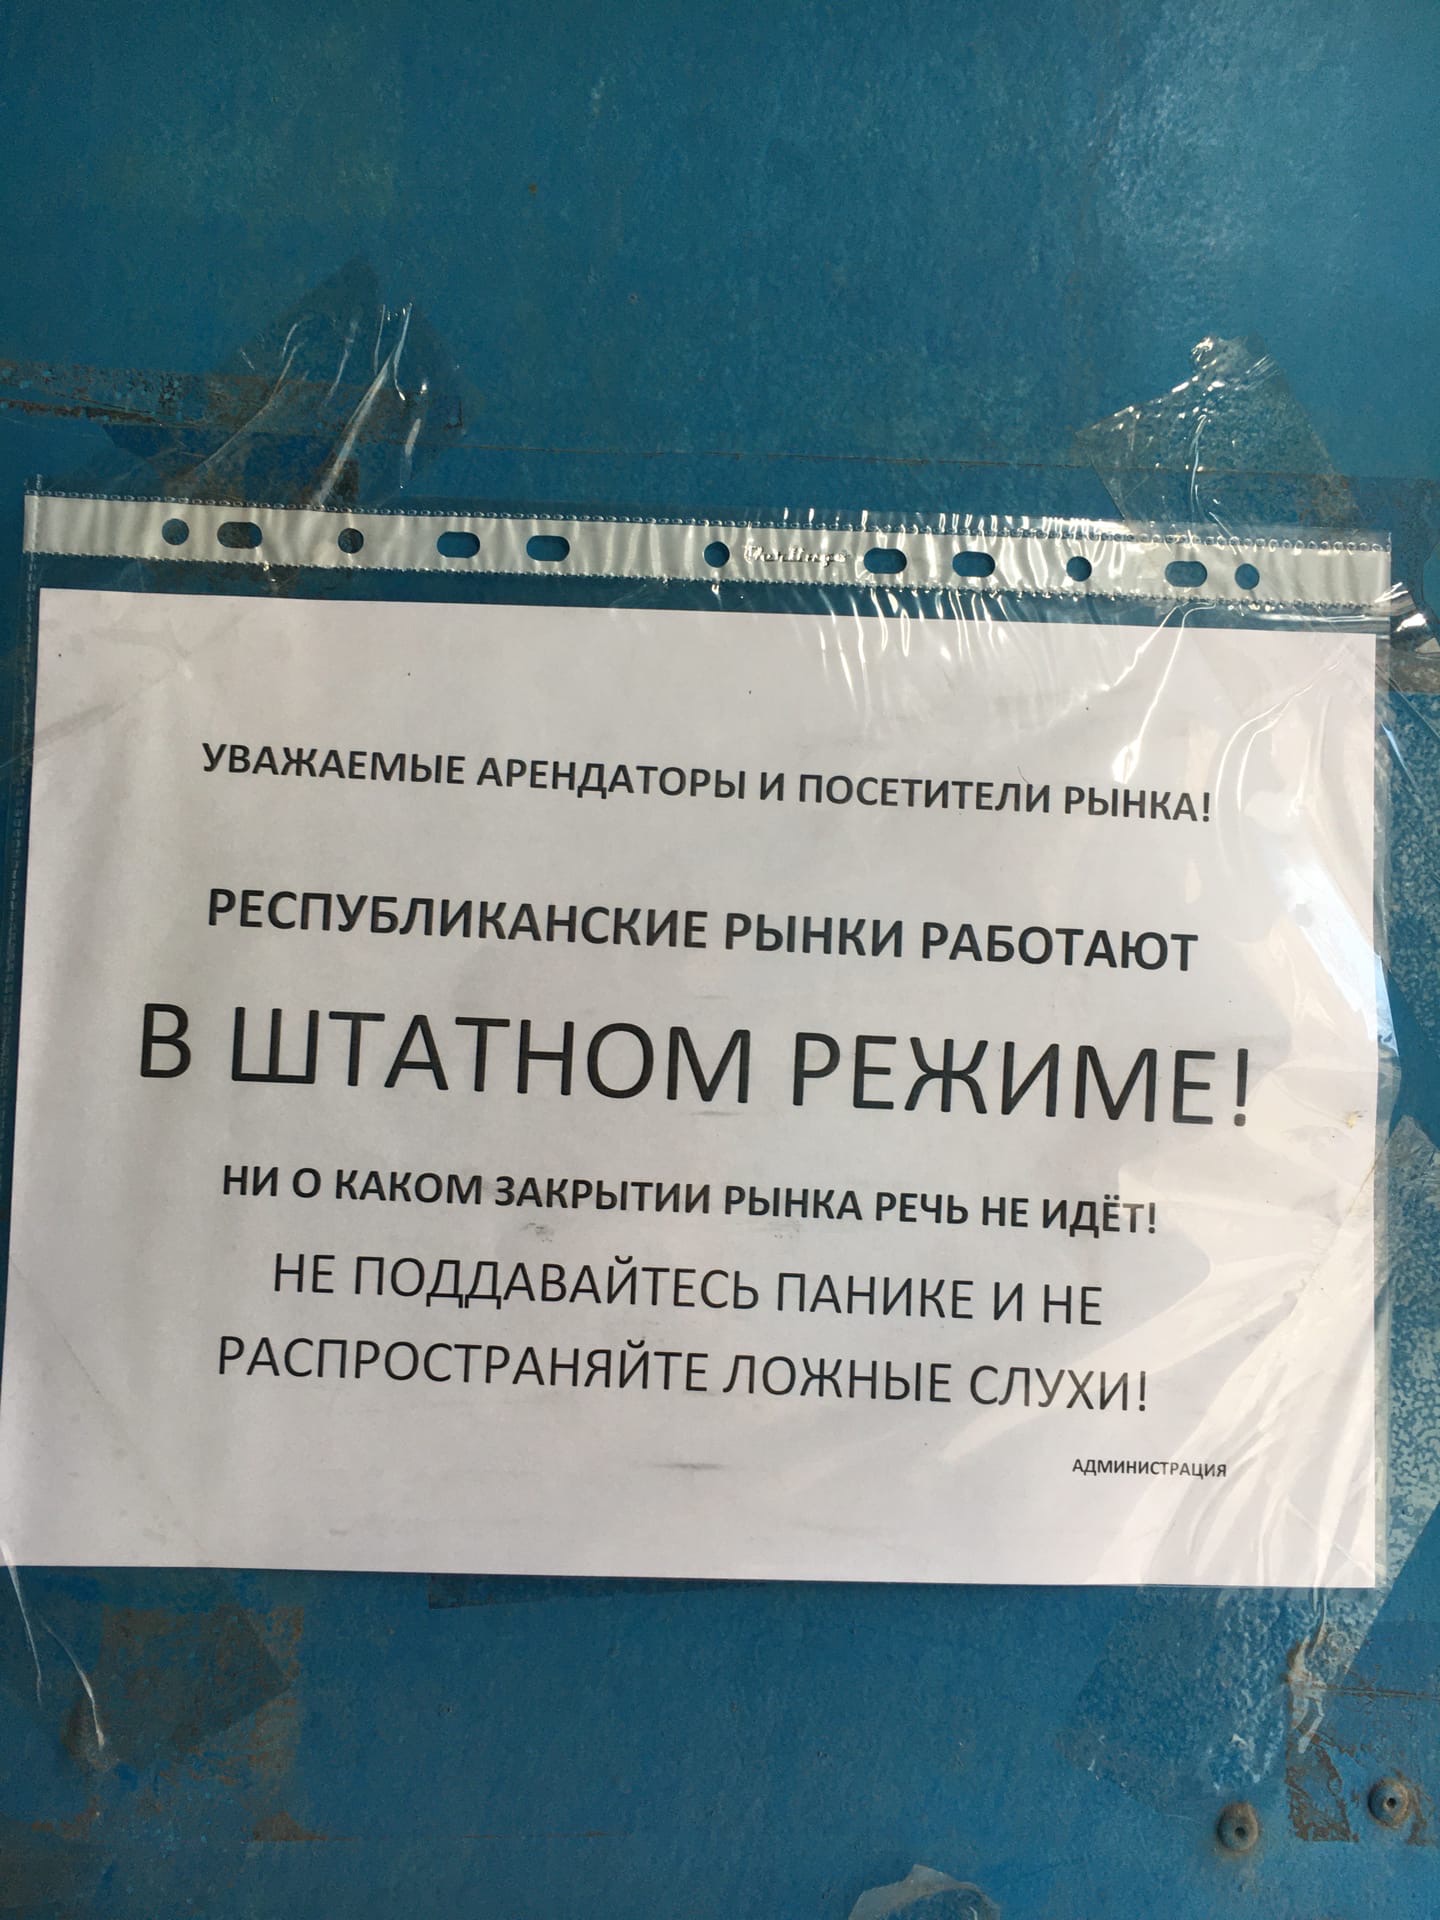 УВАЖАЕМЫЕ АРЕНДАТОРЫ И ПОСЕТИТЕЛИ РЫНКА!
РЕСПУБЛИКАНСКИЕ РЫНКИ РАБОТАЮТ
В ШТАТНОМ РЕЖИМЕ!
НИ О КАКОМ ЗАКРЫТИИ РЫНКА РЕЧЬ НЕ ИДЁТ!
НЕ ПОДДАВАЙТЕСЬ ПАНИКЕ И НЕ
РАСПРОСТРАНЯЙТЕ ЛОЖНЫЕ СЛУХИ!
АДМИНИСТРАЦИЯ